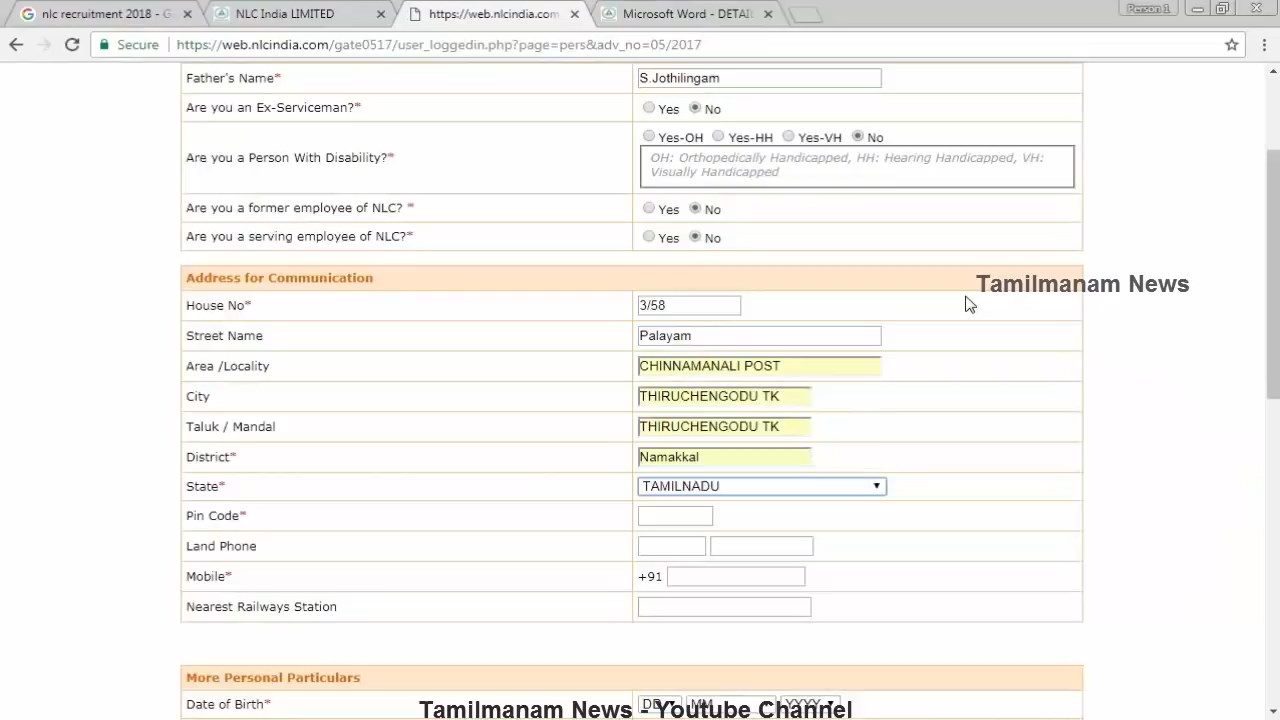 nlc recruitment 2018 - G
NLC India LIMITED
https://web.nlcindia.com
Microsoft Word - DETAI
Person 1
Secure
https://web.nlcindia.com/gate0517/user_loggedin.php?page=pers&adv_no=05/2017
Father's Name* S.Jothilingam
Are you an Ex-Serviceman?* Yes No
Are you a Person With Disability?* Yes-OH Yes-HH Yes-VH No
OH: Orthopedically Handicapped, HH: Hearing Handicapped, VH:
Visually Handicapped
Are you a former employee of NLC? * Yes No
Are you a serving employee of NLC?* Yes No
Address for Communication
Tamilmanam News
House No* 3/58
Street Name Palayam
Area /Locality CHINNAMANALI POST
City THIRUCHENGODU TK
Taluk / Mandal THIRUCHENGODU TK
District* Namakkal
State* TAMILNADU
Pin Code*
Land Phone
Mobile* +91
Nearest Railways Station
More Personal Particulars
Date of Birth* DD MM YYYY
Tamilmanam News - Youtube Channel